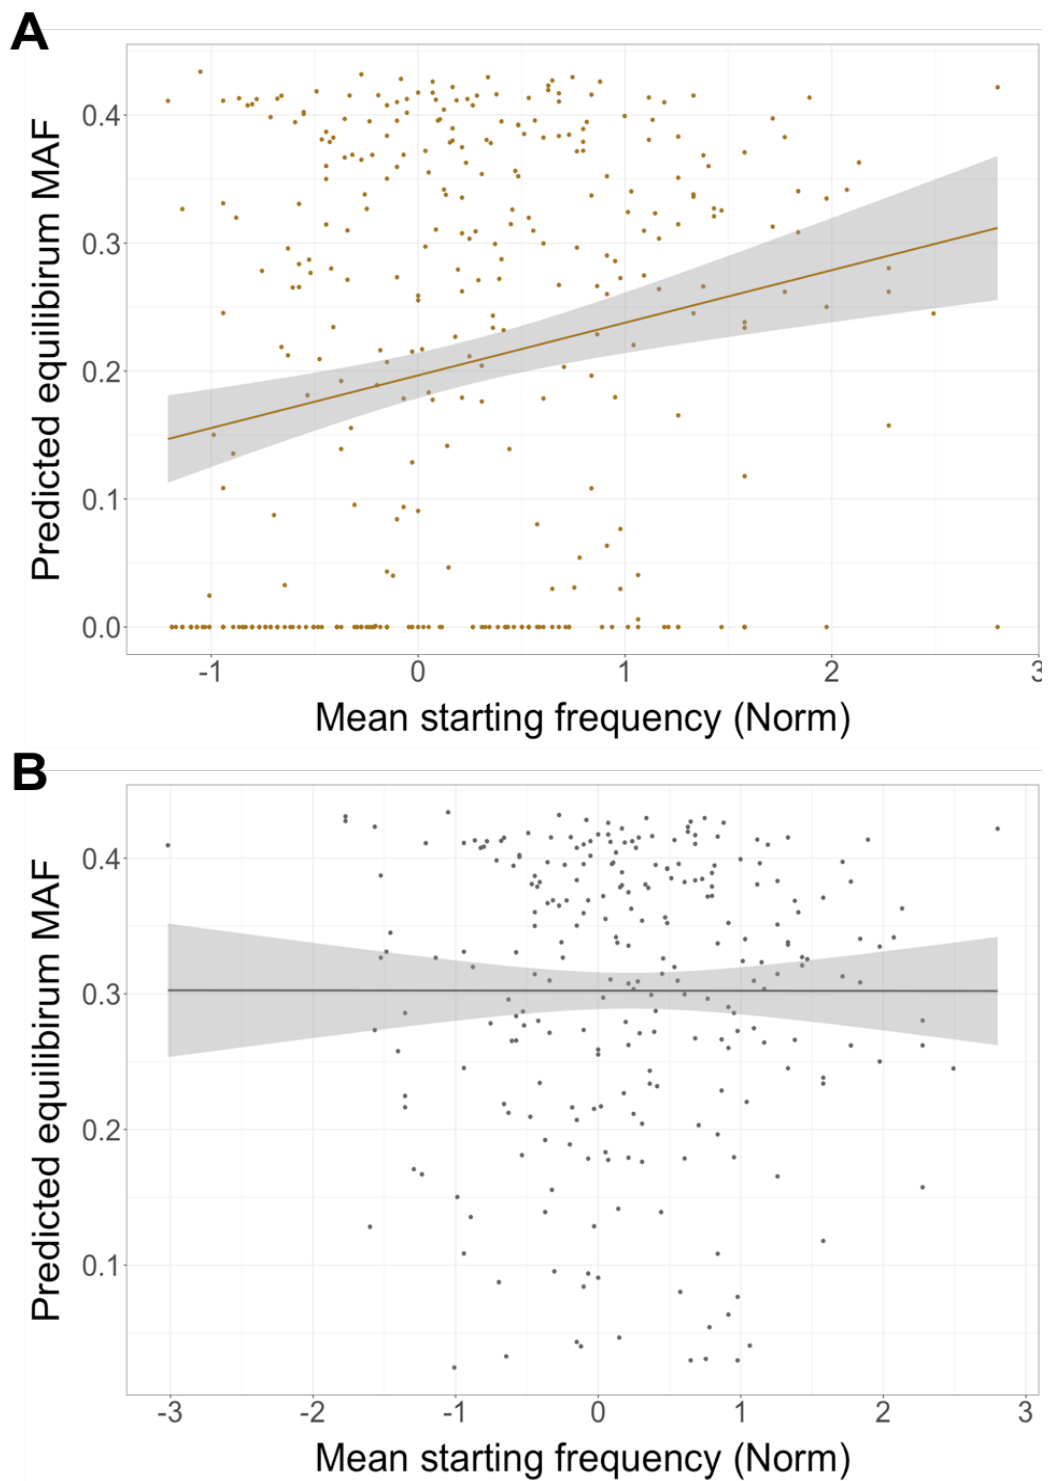 A
0.4
0.3
0.2
0.1
0.0
Predicted equilibirum MAF
-1 0 1 2 3
Mean starting frequency (Norm)
B
0.4
0.3
0.2
0.1
Predicted equilibirum MAF
-3 -2 -1 0 1 2 3
Mean starting frequency (Norm)